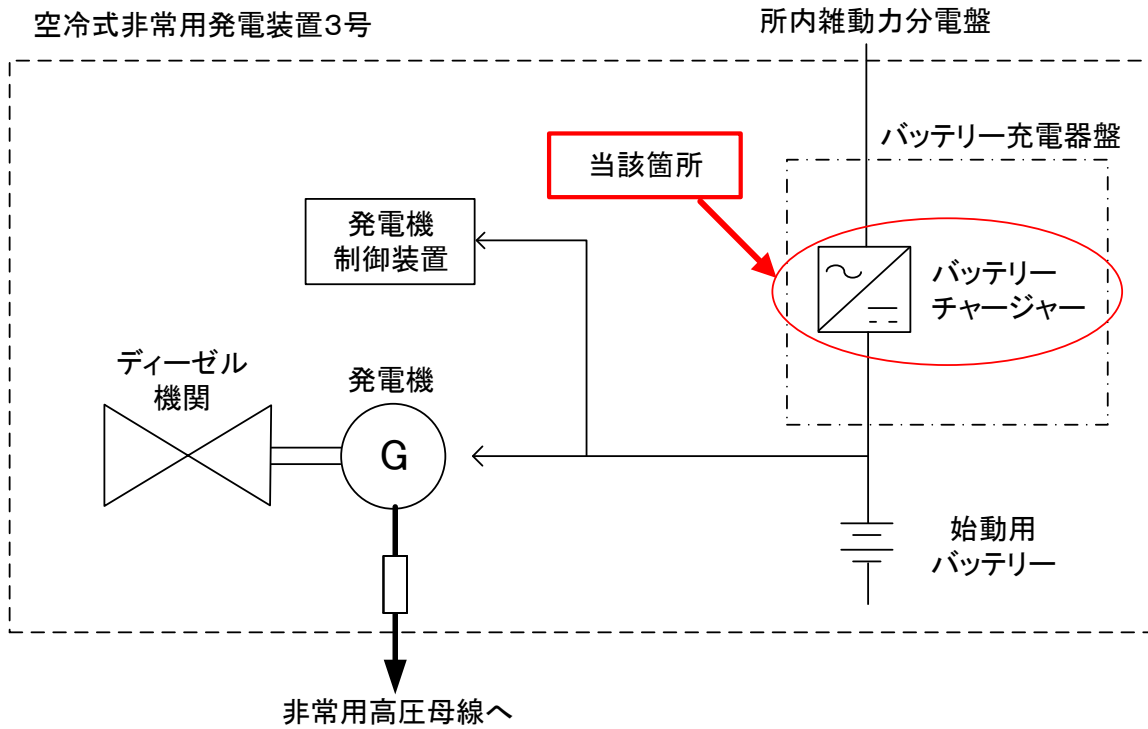 空冷式非常用発電装置3号
所内雑動力分電盤
バッテリー充電器盤
当該箇所
発電機
制御装置
バッテリー
チャージャー
ディーゼル
機関
発電機
G
始動用
バッテリー
非常用高圧母線へ